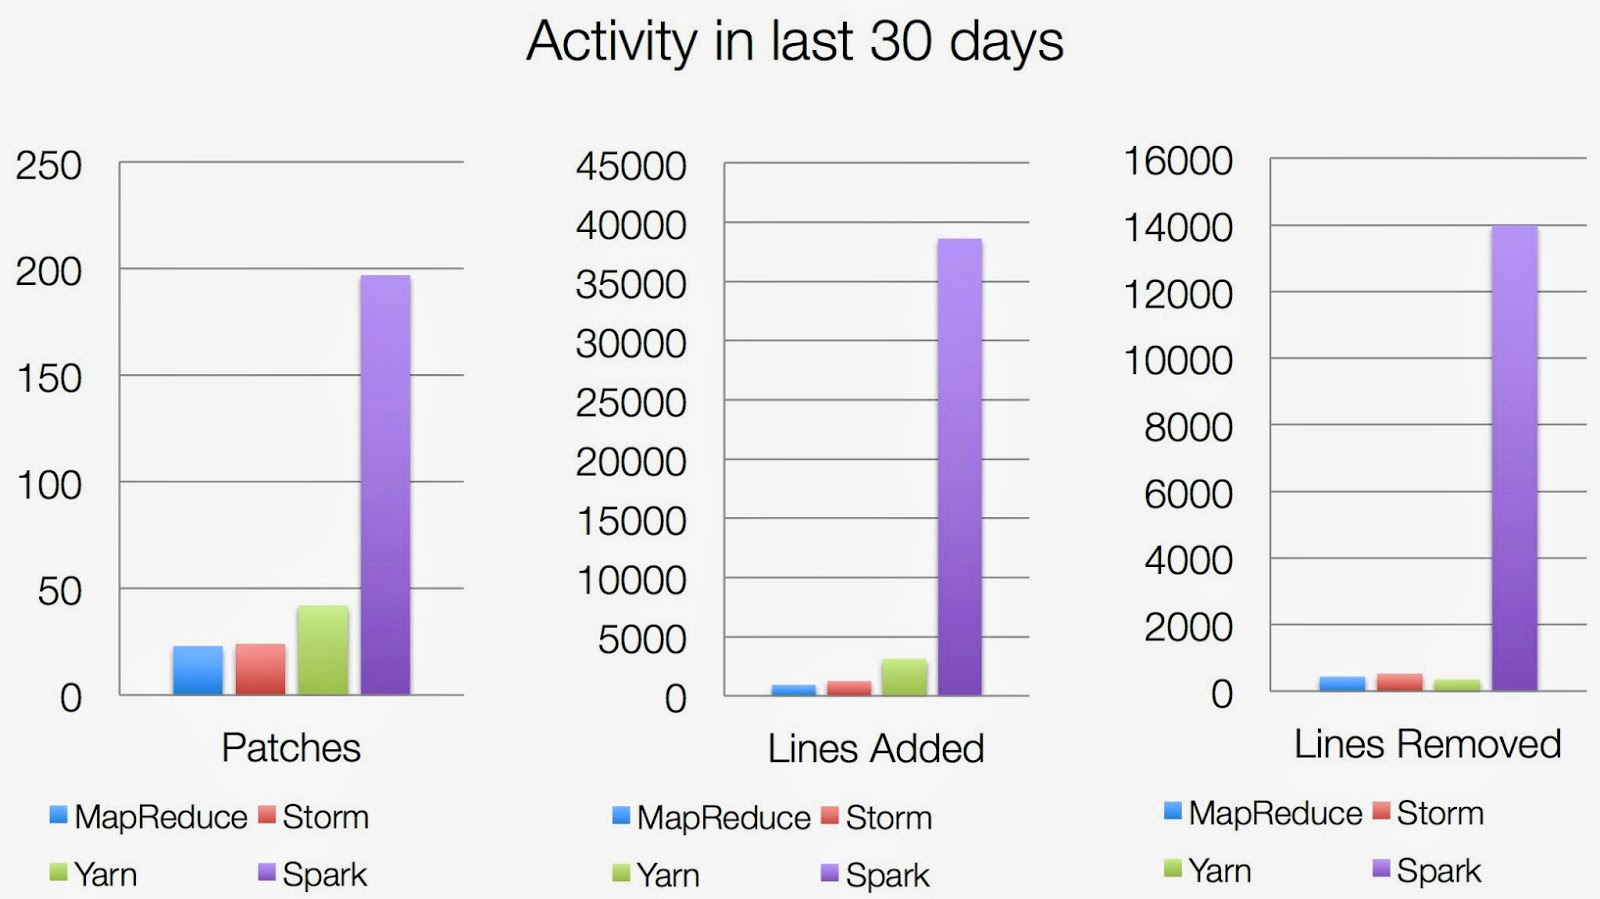 Activity in last 30 days
250
200
150
100
50
0
Patches
MapReduce Storm
Yarn Spark
45000
40000
35000
30000
25000
20000
15000
10000
5000
0
Lines Added
MapReduce Storm
Yarn Spark
16000
14000
12000
10000
8000
6000
4000
2000
0
Lines Removed
MapReduce Storm
Yarn Spark